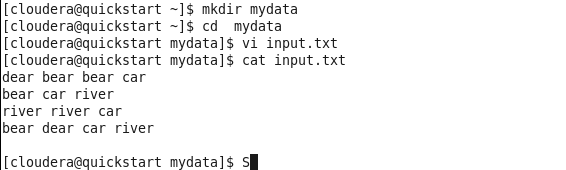 [cloudera@quickstart ~]$ mkdir mydata
[cloudera@quickstart ~]$ cd  mydata
[cloudera@quickstart mydata]$ vi input.txt
[cloudera@quickstart mydata]$ cat input.txt
dear bear bear car
bear car river
river river car
bear dear car river
[cloudera@quickstart mydata]$ S